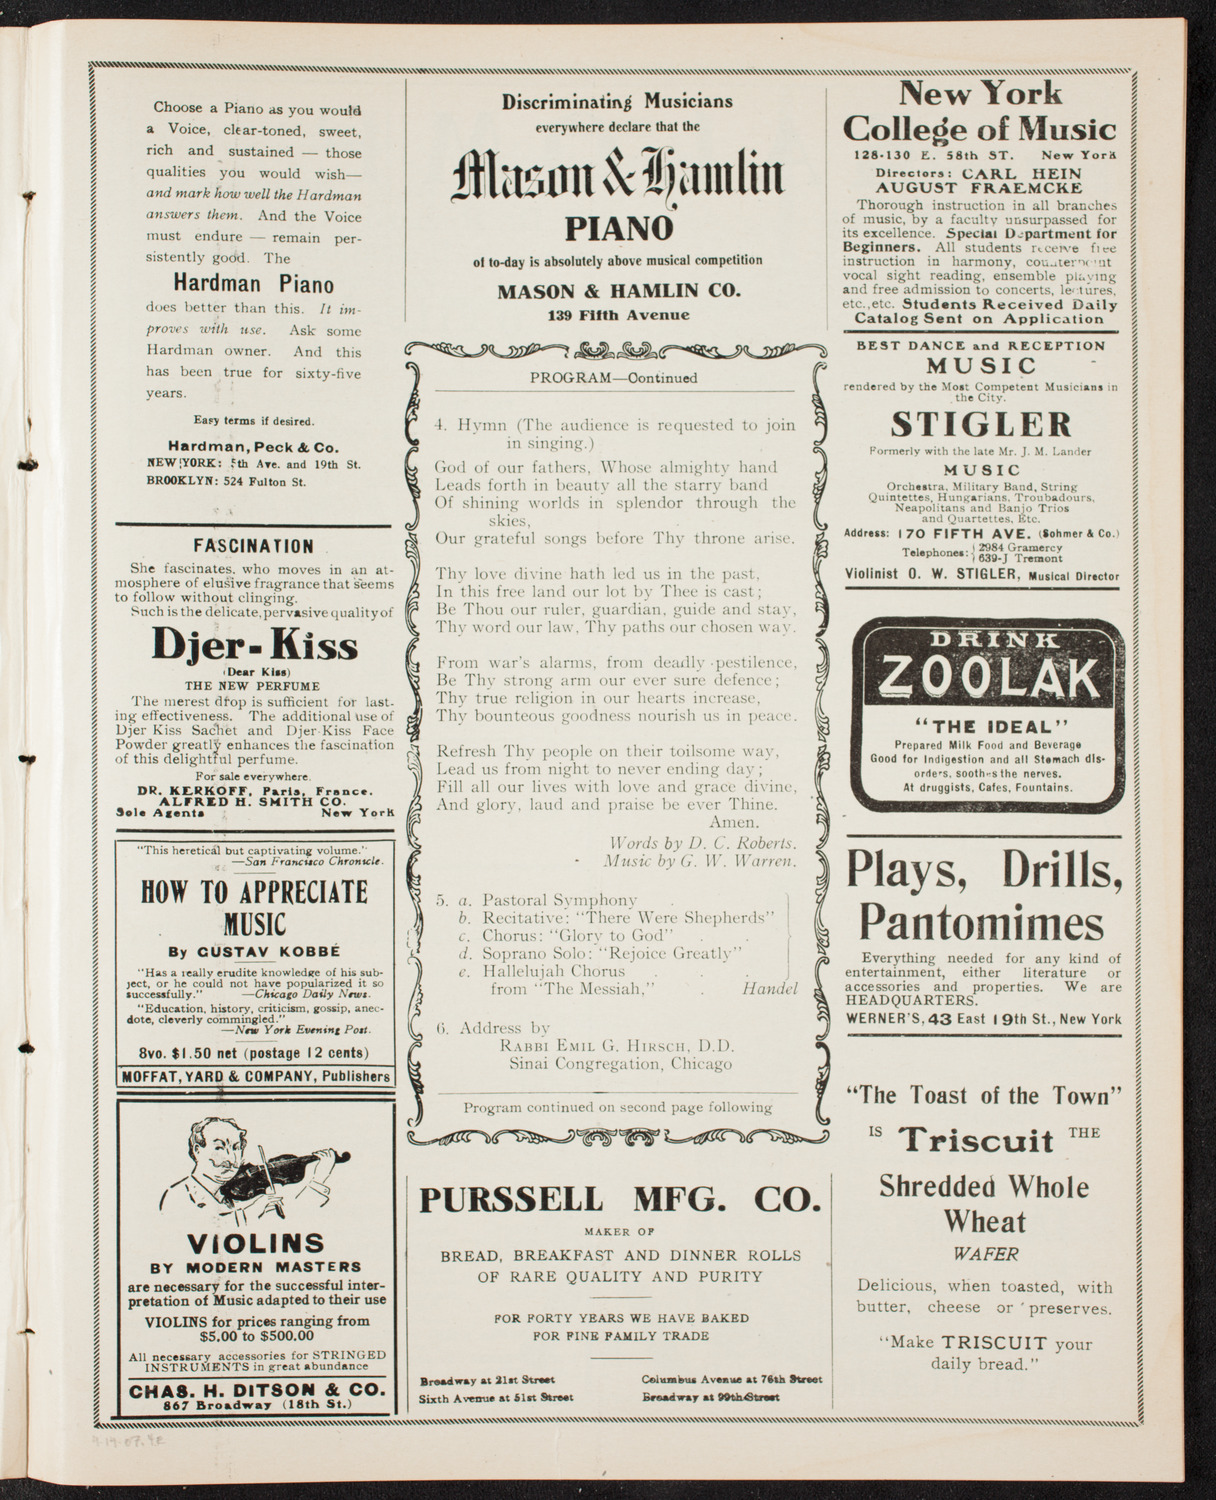 Choose a Piano as you would
a Voice, clear-toned, sweet,
rich and sustained — those
qualities you would wish—
and mark how well the Hardman
answers them. And the Voice
must endure — remain per-
sistently good. The
Hardman Piano
does better than this. It im-
proves with use. Ask some
Hardman owner. And this
has been true for sixty-five
years.
Easy terms if desired.
Hardman, Peck & Co.
NEW YORK: 5th Ave. and 19th St.
BROOKLYN: 524 Fulton St.
FASCINATION
She fascinates. who moves in an at-
mosphere of elusive fragrance that seems
to follow without clinging.
Such is the delicate, pervasive quality of
Djer-Kiss
(Dear Kiss)
THE NEW PERFUME
The merest drop is sufficient for last-
ing effectiveness. The additional use of
Djer Kiss Sachet and Djer-Kiss Face
Powder greatly enhances the fascination
of this delightful perfume.
For sale everywhere.
DR. KERKOFF, Paris, France.
ALFRED H. SMITH CO.
Sole Agents New York
"This heretical but captivating volume."
—San Francisco Chronicle.
HOW TO APPRECIATE
MUSIC
By GUSTAV KOBBÉ
"Has a really erudite knowledge of his sub-
ject, or he could not have popularized it so
successfully." —Chicago Daily News.
"Education, history, criticism, gossip, anec-
dote, cleverly commingled."
—New York Evening Post.
8vo. $1.50 net (postage 12 cents)
MOFFAT, YARD & COMPANY, Publishers
VIOLINS
BY MODERN MASTERS
are necessary for the successful inter-
pretation of Music adapted to their use
VIOLINS for prices ranging from
$5.00 to $500.00
All necessary accessories for STRINGED
INSTRUMENTS in great abundance
CHAS. H. DITSON & CO.
867 Broadway (18th St.)
Discriminating Musicians
everywhere declare that the
Mason & Hamlin
PIANO
of to-day is absolutely above musical competition
MASON & HAMLIN CO.
139 Fifth Avenue
PROGRAM—Continued
4. Hymn (The audience is requested to join
in singing.)
God of our fathers, Whose almighty hand
Leads forth in beauty all the starry band
Of shining worlds in splendor through the
skies,
Our grateful songs before Thy throne arise.
Thy love divine hath led us in the past,
In this free land our lot by Thee is cast;
Be Thou our ruler, guardian, guide and stay,
Thy word our law, Thy paths our chosen way.
From war's alarms, from deadly pestilence,
Be Thy strong arm our ever sure defence;
Thy true religion in our hearts increase,
Thy bounteous goodness nourish us in peace.
Refresh Thy people on their toilsome way,
Lead us from night to never ending day;
Fill all our lives with love and grace divine,
And glory, laud and praise be ever Thine.
Amen.
Words by D. C. Roberts.
Music by G. W. Warren.
5. a. Pastoral Symphony .
b. Recitative: "There Were Shepherds"
c. Chorus: "Glory to God" . .
d. Soprano Solo: "Rejoice Greatly"
e. Hallelujah Chorus . . .
from "The Messiah," . Handel
6. Address by
RABBI EMIL G. HIRSCH, D.D.
Sinai Congregation, Chicago
Program continued on second page following
PURSSELL MFG. CO.
MAKER OF
BREAD, BREAKFAST AND DINNER ROLLS
OF RARE QUALITY AND PURITY
FOR FORTY YEARS WE HAVE BAKED
FOR FINE FAMILY TRADE
Broadway at 21st Street Columbus Avenue at 76th Street
Sixth Avenue at 51st Street Broadway at 99th Street
New York
College of Music
128-130 E. 58th ST. New York
Directors: CARL HEIN
AUGUST FRAEMCKE
Thorough instruction in all branches
of music, by a faculty unsurpassed for
its excellence. Special Department for
Beginners. All students receive free
instruction in harmony, counterpoint
vocal sight reading, ensemble playing
and free admission to concerts, lectures,
etc., etc. Students Received Daily
Catalog Sent on Application
BEST DANCE and RECEPTION
MUSIC
rendered by the Most Competent Musicians in
the City.
STIGLER
Formerly with the late Mr. J. M. Lander
MUSIC
Orchestra, Military Band, String
Quintettes, Hungarians, Troubadours,
Neapolitans and Banjo Trios
and Quartettes, Etc.
Address: 170 FIFTH AVE. (Sohmer & Co.)
Telephones: { 2984 Gramercy
639-J Tremont
Violinist O. W. STIGLER, Musical Director
DRINK
ZOOLAK
"THE IDEAL"
Prepared Milk Food and Beverage
Good for Indigestion and all Stomach dis-
orders, soothes the nerves.
At druggists, Cafes, Fountains.
Plays, Drills,
Pantomimes
Everything needed for any kind of
entertainment, either literature or
accessories and properties. We are
HEADQUARTERS.
WERNER'S, 43 East 19th St., New York
"The Toast of the Town"
IS Triscuit THE
Shredded Whole
Wheat
WAFER
Delicious, when toasted, with
butter, cheese or preserves.
"Make TRISCUIT your
daily bread."